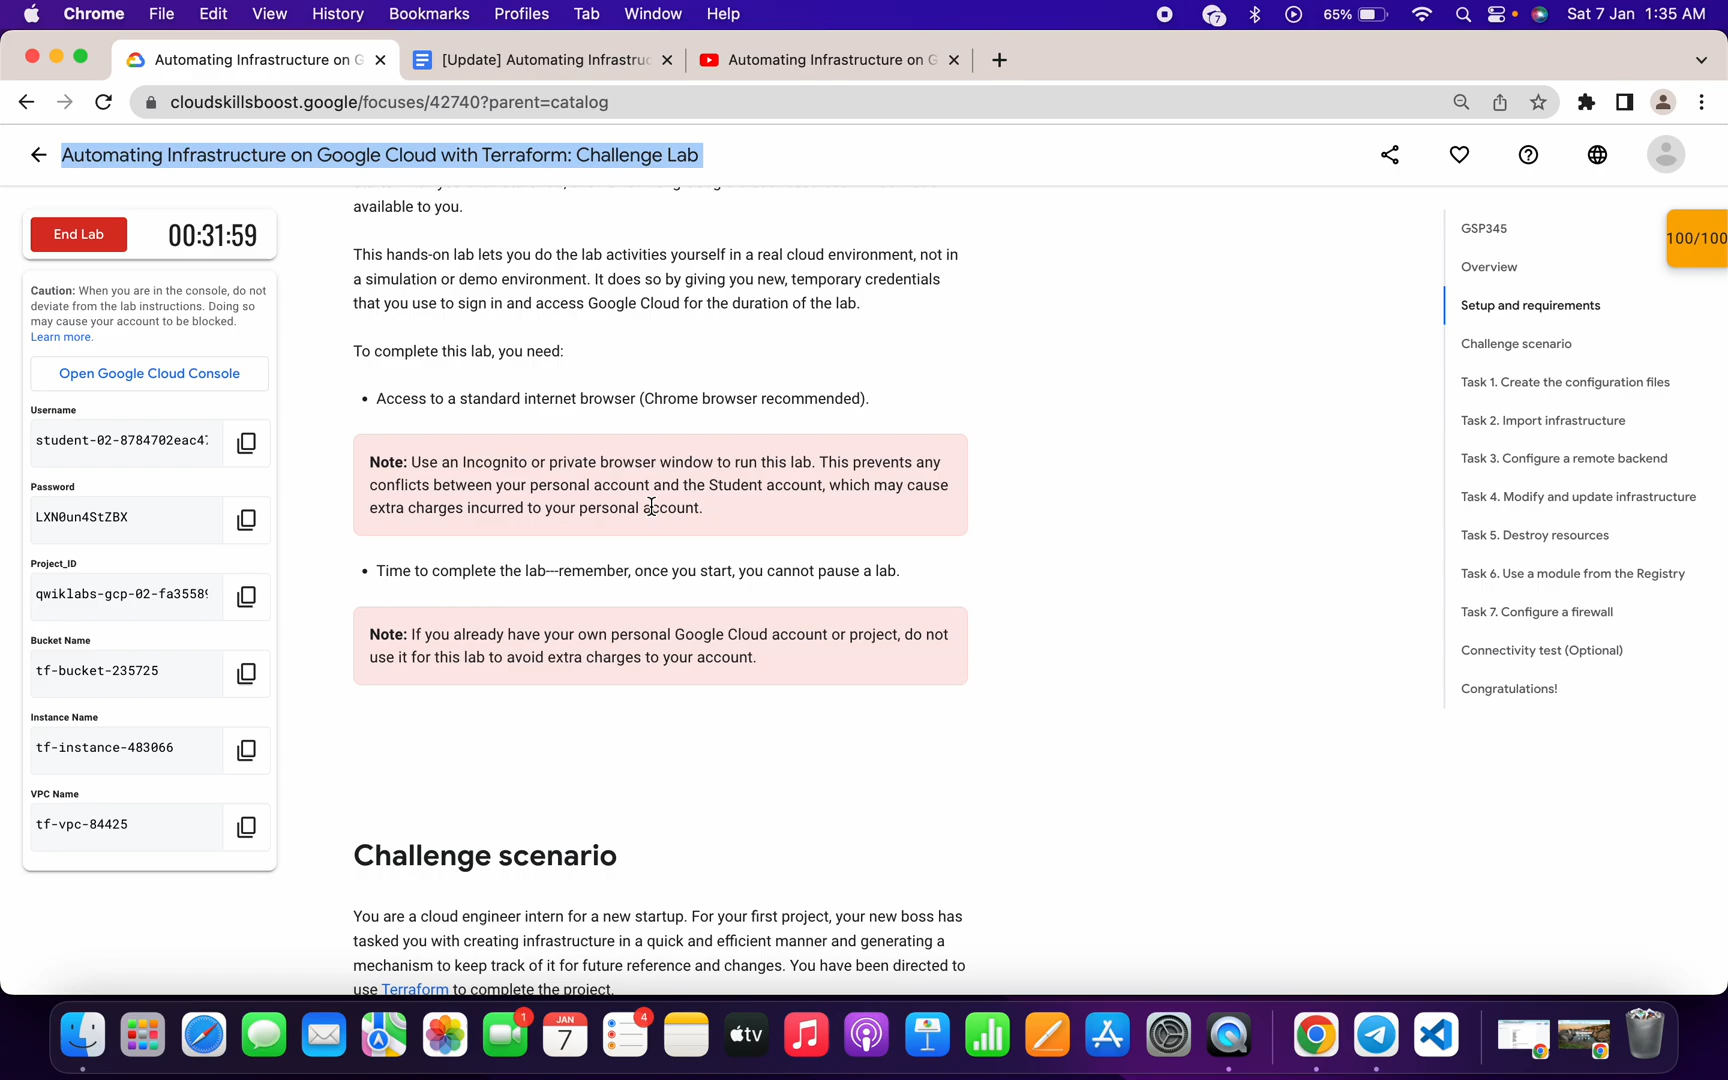 Chrome File Edit View History Bookmarks Profiles Tab Window Help
7
65%
Sat 7 Jan 1:35 AM
Automating Infrastructure on G
[Update] Automating Infrastruc
Automating Infrastructure on G
cloudskillsboost.google/focuses/42740?parent=catalog
Automating Infrastructure on Google Cloud with Terraform: Challenge Lab
End Lab
00:31:59
Caution: When you are in the console, do not
deviate from the lab instructions. Doing so
may cause your account to be blocked.
Learn more.
Open Google Cloud Console
Username
student-02-8784702eac47
Password
LXN0un4StZBX
Project_ID
qwiklabs-gcp-02-fa35589
Bucket Name
tf-bucket-235725
Instance Name
tf-instance-483066
VPC Name
tf-vpc-84425
available to you.
This hands-on lab lets you do the lab activities yourself in a real cloud environment, not in
a simulation or demo environment. It does so by giving you new, temporary credentials
that you use to sign in and access Google Cloud for the duration of the lab.
To complete this lab, you need:
• Access to a standard internet browser (Chrome browser recommended).
Note: Use an Incognito or private browser window to run this lab. This prevents any
conflicts between your personal account and the Student account, which may cause
extra charges incurred to your personal account.
• Time to complete the lab---remember, once you start, you cannot pause a lab.
Note: If you already have your own personal Google Cloud account or project, do not
use it for this lab to avoid extra charges to your account.
Challenge scenario
You are a cloud engineer intern for a new startup. For your first project, your new boss has
tasked you with creating infrastructure in a quick and efficient manner and generating a
mechanism to keep track of it for future reference and changes. You have been directed to
use Terraform to complete the project.
GSP345
100/100
Overview
Setup and requirements
Challenge scenario
Task 1. Create the configuration files
Task 2. Import infrastructure
Task 3. Configure a remote backend
Task 4. Modify and update infrastructure
Task 5. Destroy resources
Task 6. Use a module from the Registry
Task 7. Configure a firewall
Connectivity test (Optional)
Congratulations!
1
JAN
7
4
tv